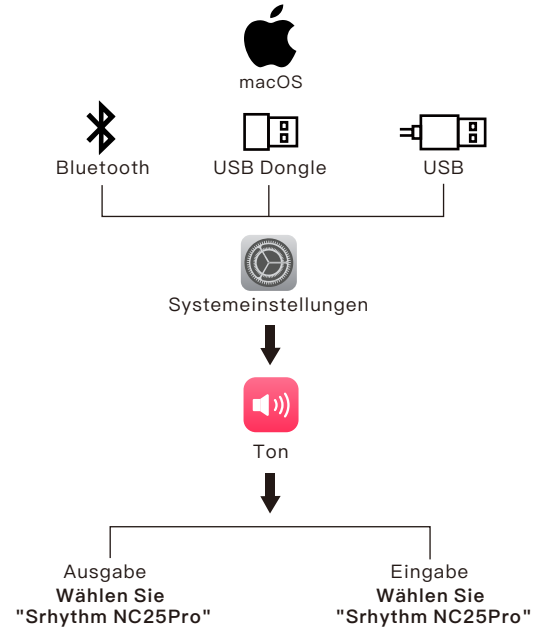 macOS
Bluetooth
USB Dongle
USB
Systemeinstellungen
Ton
Ausgabe
Wählen Sie
"Srhythm NC25Pro"
Eingabe
Wählen Sie
"Srhythm NC25Pro"